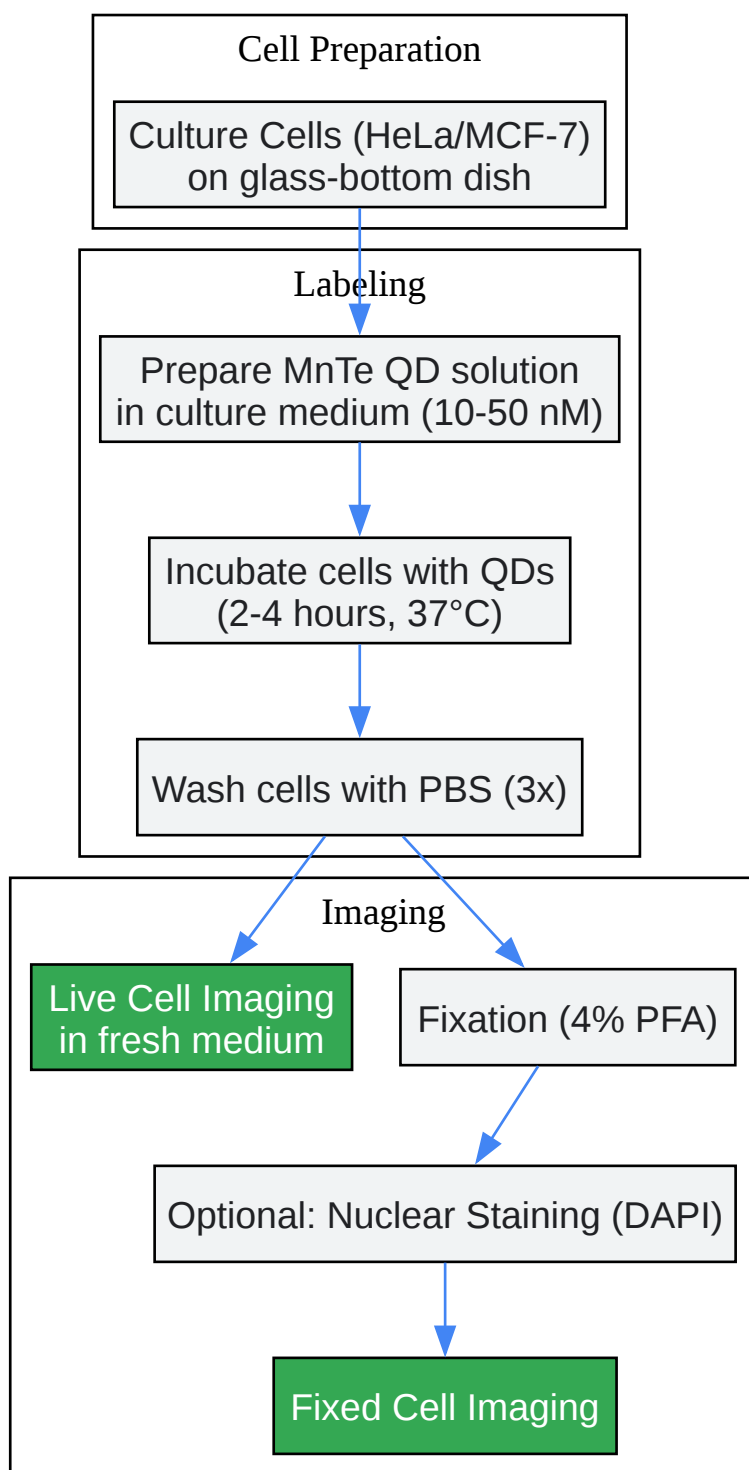 Cell Preparation
Culture Cells (HeLa/MCF-7)
on glass-bottom dish
Labeling
Prepare MnTe QD solution
in culture medium (10-50 nM)
Incubate cells with QDs
(2-4 hours, 37°C)
Wash cells with PBS (3x)
Imaging
Live Cell Imaging
in fresh medium
Fixation (4% PFA)
Optional: Nuclear Staining (DAPI)
Fixed Cell Imaging